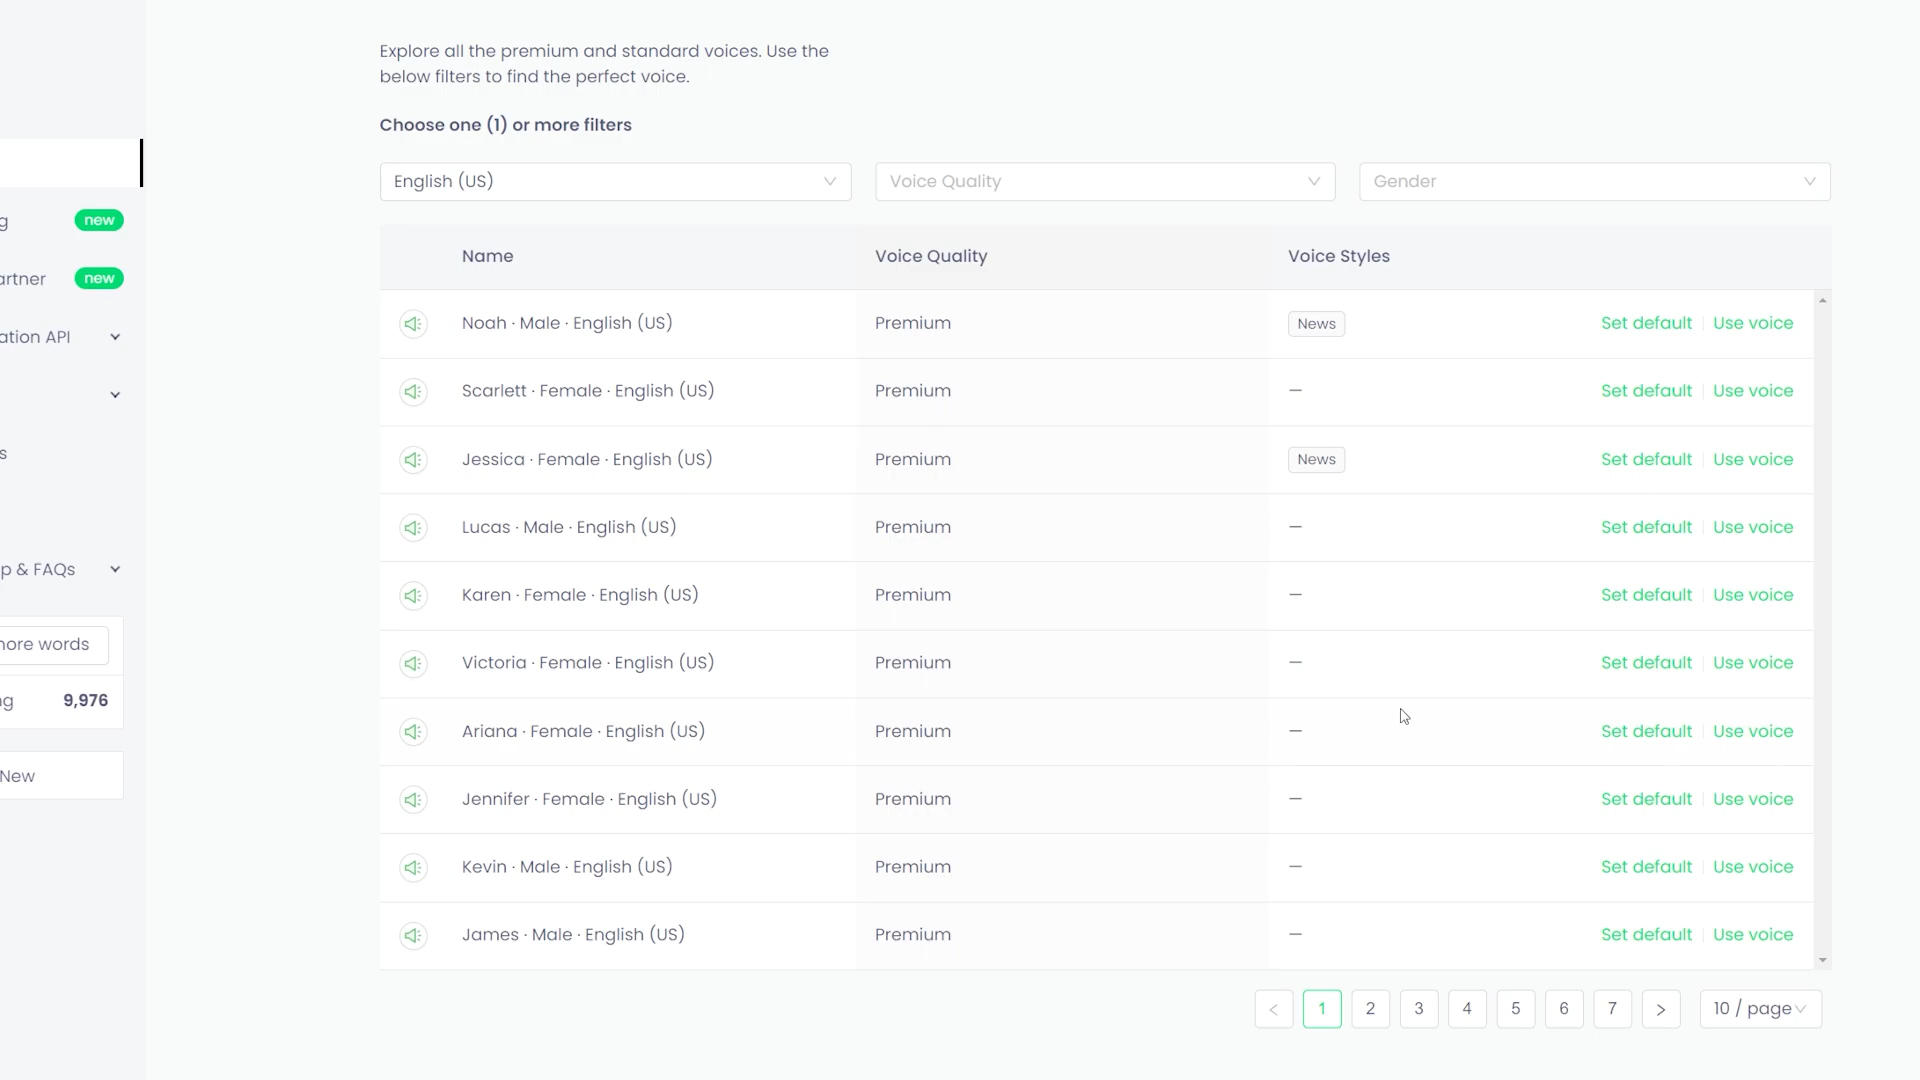 Explore all the premium and standard voices. Use the
below filters to find the perfect voice.
Choose one (1) or more filters
English (US)
Voice Quality
Gender
Name
Voice Quality
Voice Styles
Noah · Male · English (US)
Premium
News
Set default
Use voice
Scarlett · Female · English (US)
Premium
—
Set default
Use voice
Jessica · Female · English (US)
Premium
News
Set default
Use voice
Lucas · Male · English (US)
Premium
—
Set default
Use voice
Karen · Female · English (US)
Premium
—
Set default
Use voice
Victoria · Female · English (US)
Premium
—
Set default
Use voice
Ariana · Female · English (US)
Premium
—
Set default
Use voice
Jennifer · Female · English (US)
Premium
—
Set default
Use voice
Kevin · Male · English (US)
Premium
—
Set default
Use voice
James · Male · English (US)
Premium
—
Set default
Use voice
< 1 2 3 4 5 6 7 >
10 / page
g
new
artner
new
ation API
s
p & FAQs
more words
ng
9,976
New